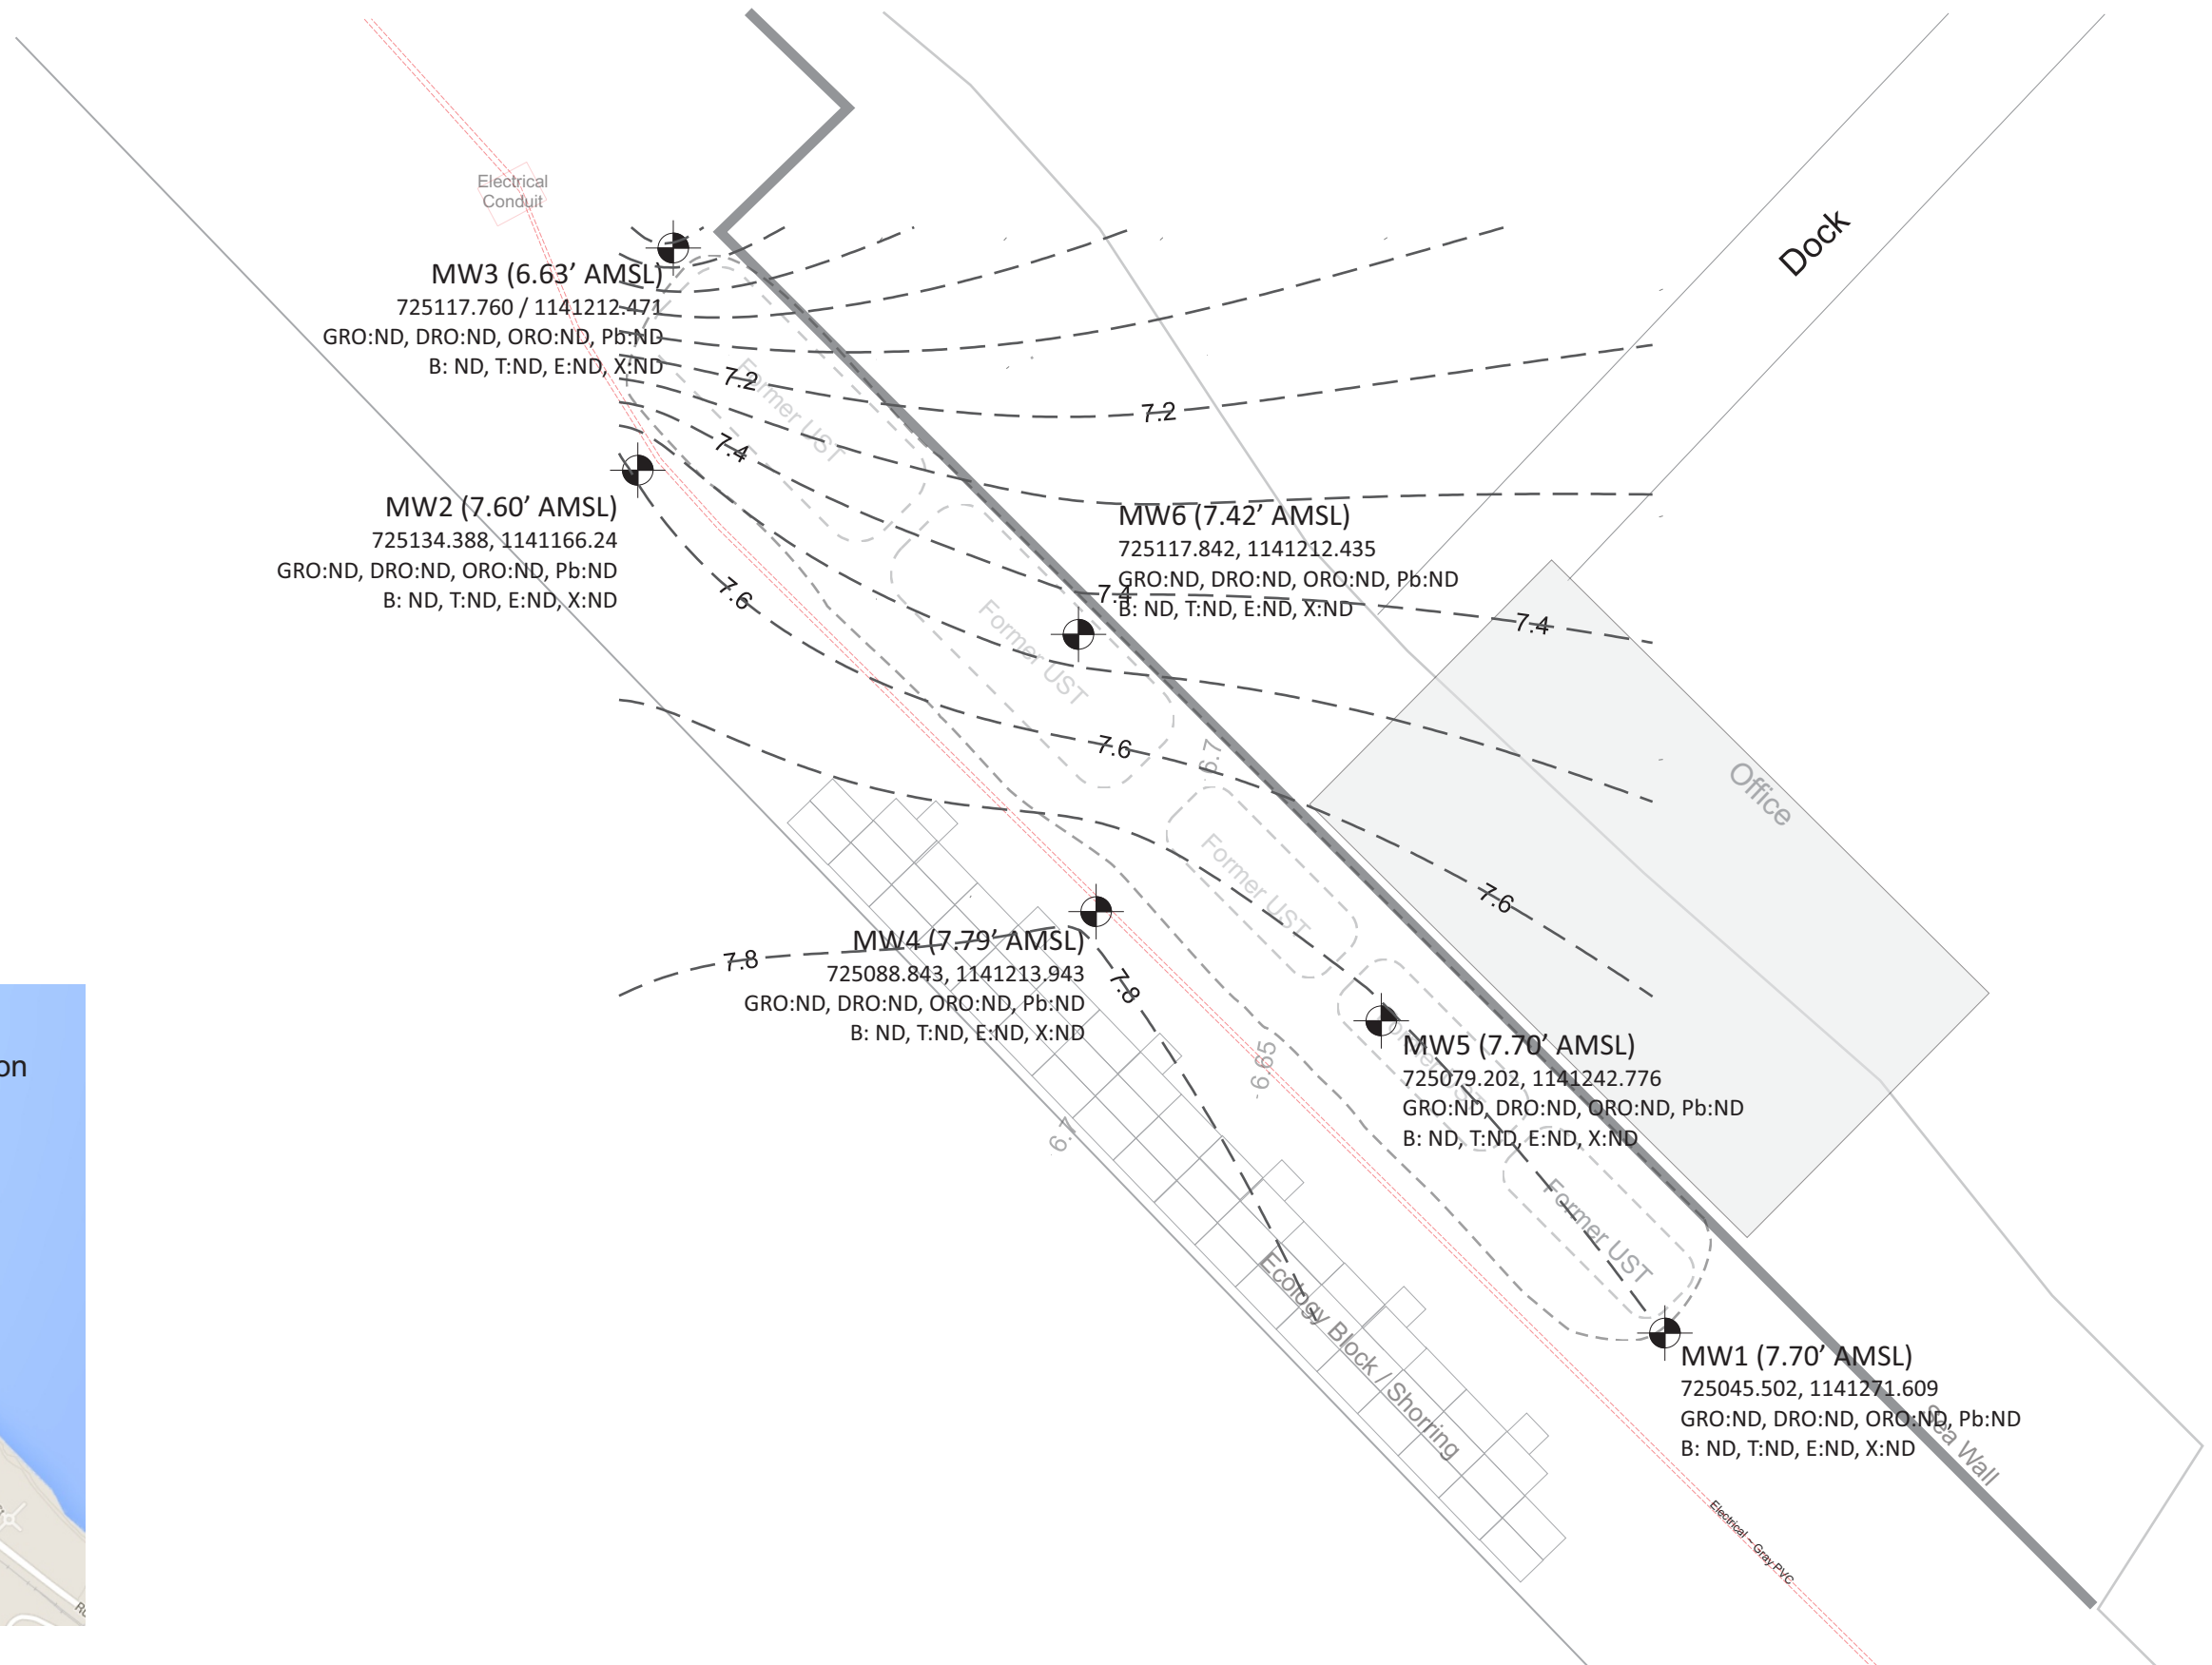 Dock
Electrical
Conduit
MW3 (6.63’ AMSL)
725117.760 / 1141212.471
GRO:ND, DRO:ND, ORO:ND, Pb:ND
B: ND, T:ND, E:ND, X:ND
7.2
Former UST
7.2
7.4
MW2 (7.60’ AMSL)
725134.388, 1141166.24
GRO:ND, DRO:ND, ORO:ND, Pb:ND
B: ND, T:ND, E:ND, X:ND
MW6 (7.42’ AMSL)
725117.842, 1141212.435
GRO:ND, DRO:ND, ORO:ND, Pb:ND
B: ND, T:ND, E:ND, X:ND
7.4
7.4
7.6
Former UST
7.6
6.7
Office
Former UST
7.6
MW4 (7.79’ AMSL)
725088.843, 1141213.943
GRO:ND, DRO:ND, ORO:ND, Pb:ND
B: ND, T:ND, E:ND, X:ND
7.8
7.8
MW5 (7.70’ AMSL)
725079.202, 1141242.776
GRO:ND, DRO:ND, ORO:ND, Pb:ND
B: ND, T:ND, E:ND, X:ND
Former UST
on
6.65
6.7
Former UST
Ecology Block / Shorring
MW1 (7.70’ AMSL)
725045.502, 1141271.609
GRO:ND, DRO:ND, ORO:ND, Pb:ND
B: ND, T:ND, E:ND, X:ND
Sea Wall
Electrical - Gray PVC